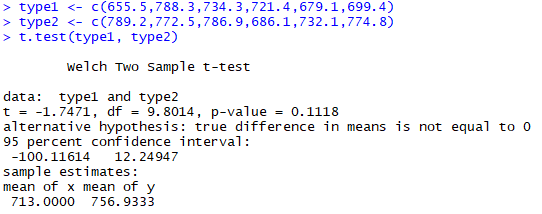 > type1 <- c(655.5,788.3,734.3,721.4,679.1,699.4)
> type2 <- c(789.2,772.5,786.9,686.1,732.1,774.8)
> t.test(type1, type2)
Welch Two Sample t-test
data:  type1 and type2
t = -1.7471, df = 9.8014, p-value = 0.1118
alternative hypothesis: true difference in means is not equal to 0
95 percent confidence interval:
-100.11614   12.24947
sample estimates:
mean of x mean of y
713.0000  756.9333